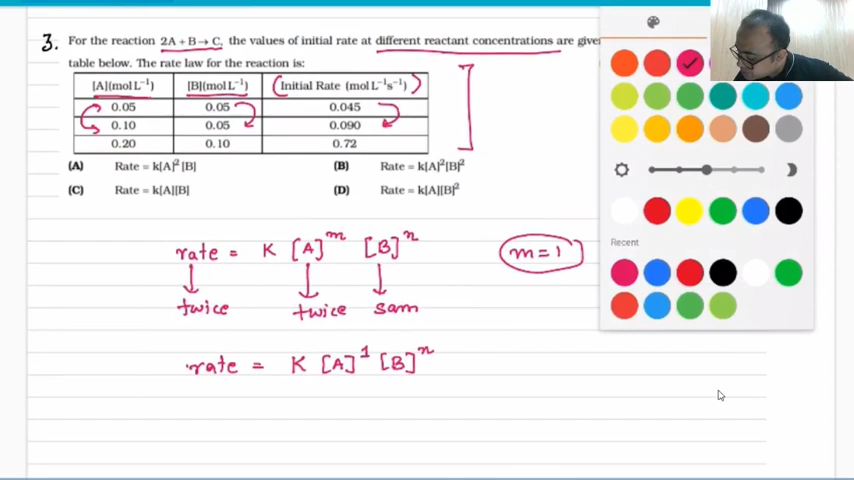 3. For the reaction 2A + B → C, the values of initial rate at different reactant concentrations are given
table below. The rate law for the reaction is:
[A](mol L⁻¹) [B](mol L⁻¹) Initial Rate (mol L⁻¹s⁻¹)
0.05 0.05 0.045
0.10 0.05 0.090
0.20 0.10 0.72
(A) Rate = k[A]² [B] (B) Rate = k[A]²[B]²
(C) Rate = k[A][B] (D) Rate = k[A][B]²
rate = K [A]ᵐ [B]ⁿ m = 1
twice twice sam
rate = K [A]¹ [B]ⁿ
Recent